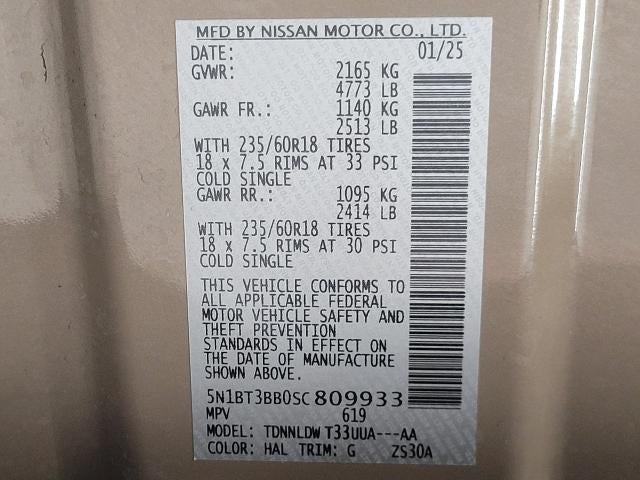 MFD BY NISSAN MOTOR CO., LTD.
DATE: 01/25
GVWR: 2165 KG
4773 LB
GAWR FR.: 1140 KG
2513 LB
WITH 235/60R18 TIRES
18 x 7.5 RIMS AT 33 PSI
COLD SINGLE
GAWR RR.: 1095 KG
2414 LB
WITH 235/60R18 TIRES
18 x 7.5 RIMS AT 30 PSI
COLD SINGLE
THIS VEHICLE CONFORMS TO
ALL APPLICABLE FEDERAL
MOTOR VEHICLE SAFETY AND
THEFT PREVENTION
STANDARDS IN EFFECT ON
THE DATE OF MANUFACTURE
SHOWN ABOVE.
5N1BT3BB0SC809933
MPV 619
MODEL: TDNNLDW T33UUA---AA
COLOR: HAL TRIM: G ZS30A